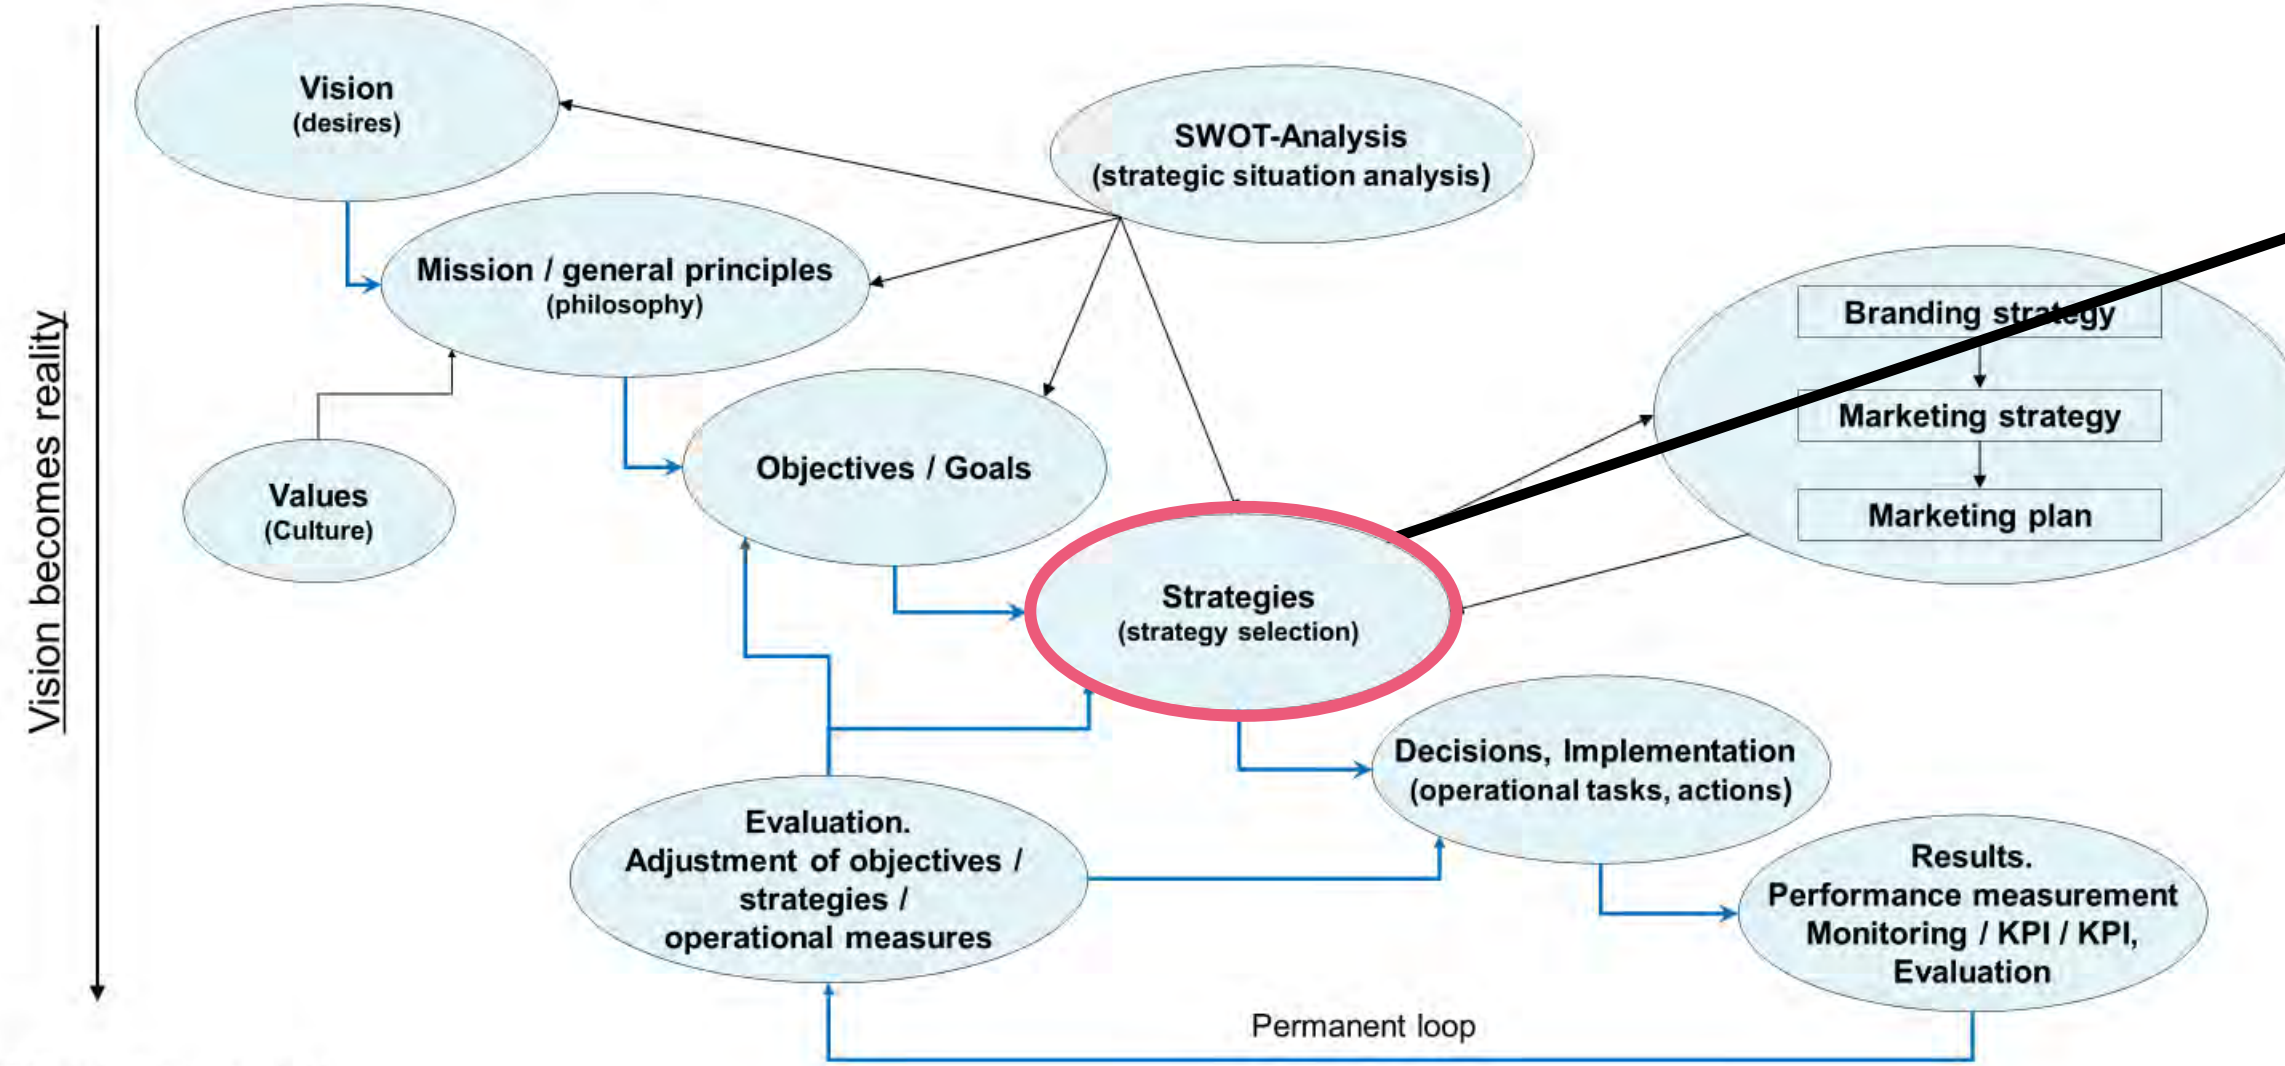 Vision becomes reality
Vision
(desires)
SWOT-Analysis
(strategic situation analysis)
Mission / general principles
(philosophy)
Branding strategy
Marketing strategy
Marketing plan
Objectives / Goals
Values
(Culture)
Strategies
(strategy selection)
Decisions, Implementation
(operational tasks, actions)
Evaluation.
Adjustment of objectives /
strategies /
operational measures
Results.
Performance measurement
Monitoring / KPI / KPI,
Evaluation
Permanent loop